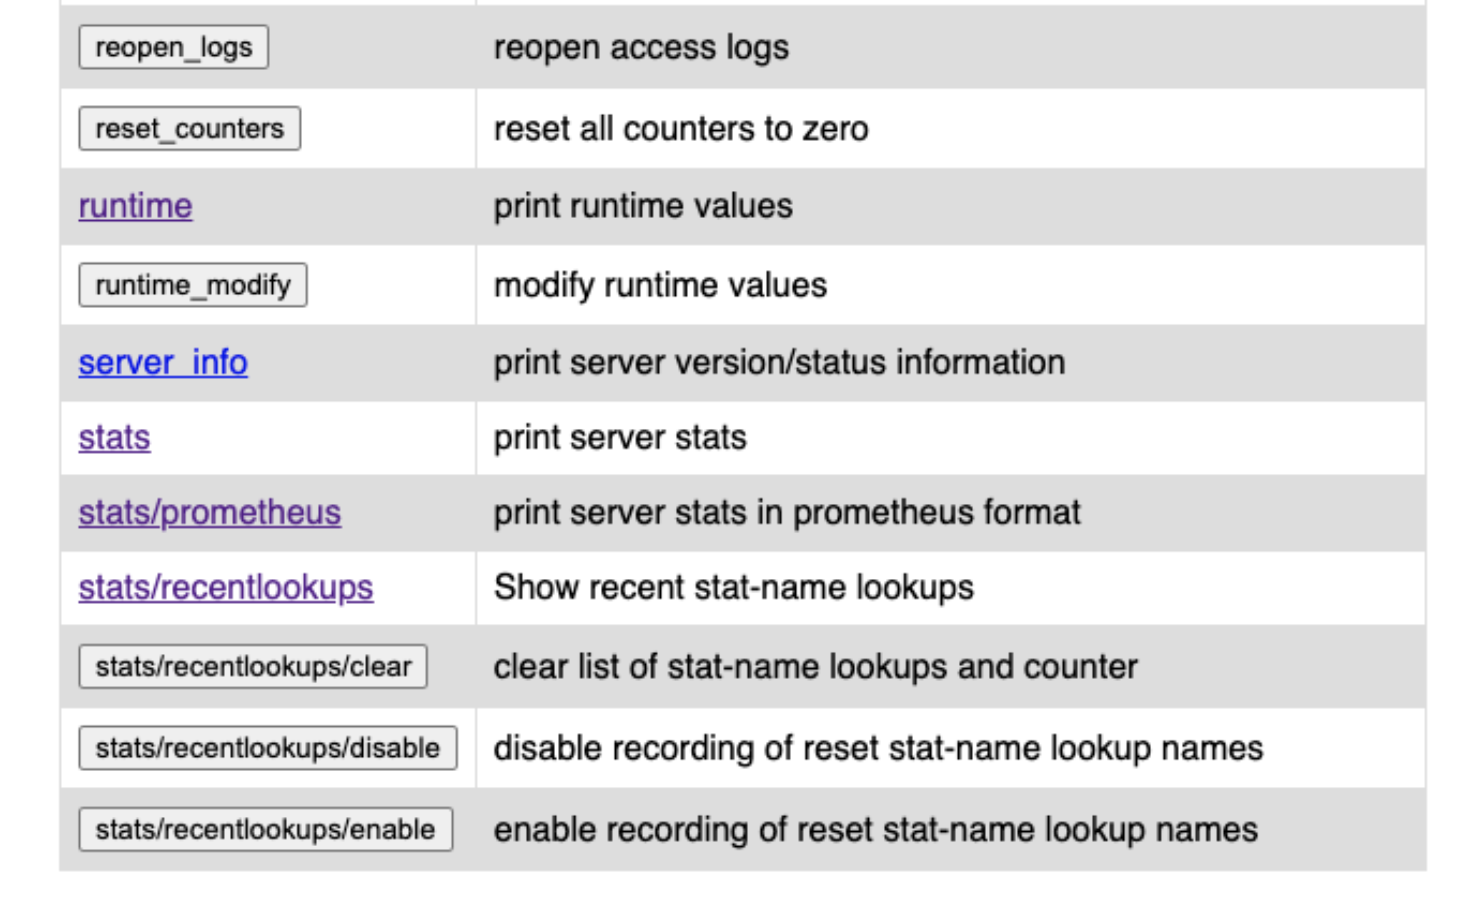 reopen_logs reopen access logs
reset_counters reset all counters to zero
runtime print runtime values
runtime_modify modify runtime values
server_info print server version/status information
stats print server stats
stats/prometheus print server stats in prometheus format
stats/recentlookups Show recent stat-name lookups
stats/recentlookups/clear clear list of stat-name lookups and counter
stats/recentlookups/disable disable recording of reset stat-name lookup names
stats/recentlookups/enable enable recording of reset stat-name lookup names